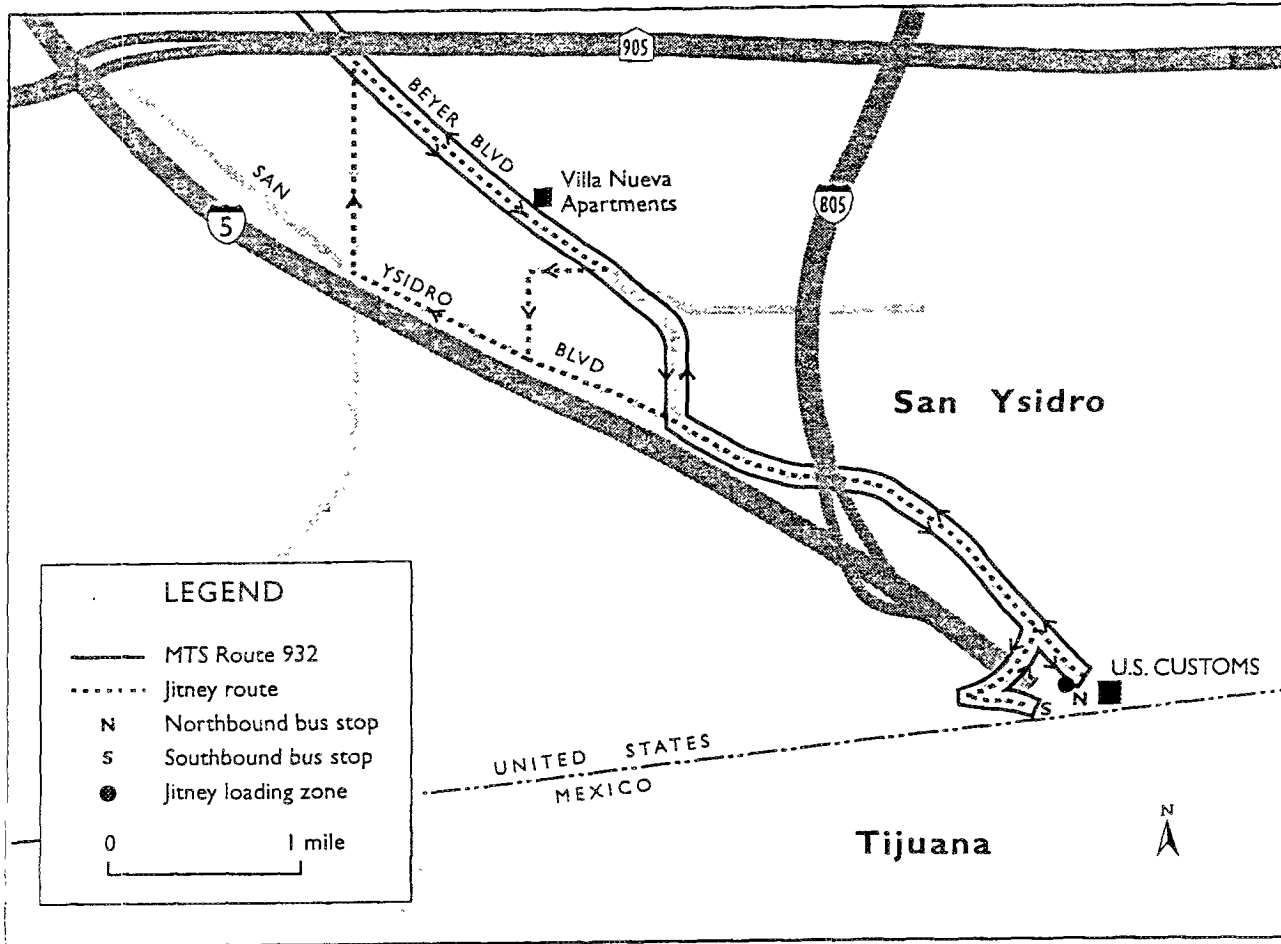 905
BEYER BLVD
Villa Nueva
Apartments
SAN
5
805
YSIDRO
BLVD
San Ysidro
LEGEND
MTS Route 932
Jitney route
N Northbound bus stop
S Southbound bus stop
Jitney loading zone
0 1 mile
U.S. CUSTOMS
S N
UNITED STATES
MEXICO
Tijuana
N